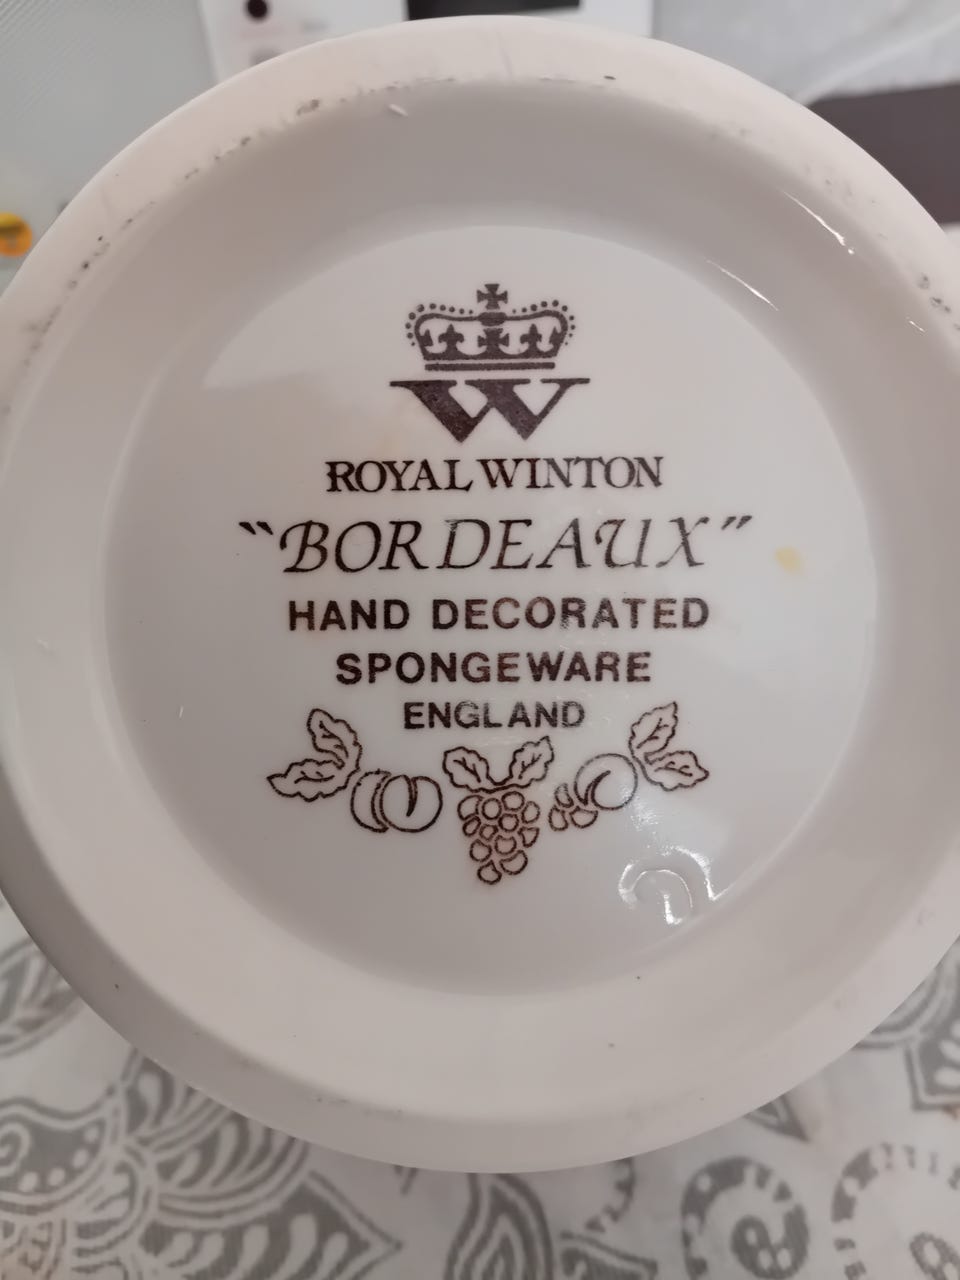 W
ROYAL WINTON
"BORDEAUX"
HAND DECORATED
SPONGEWARE
ENGLAND